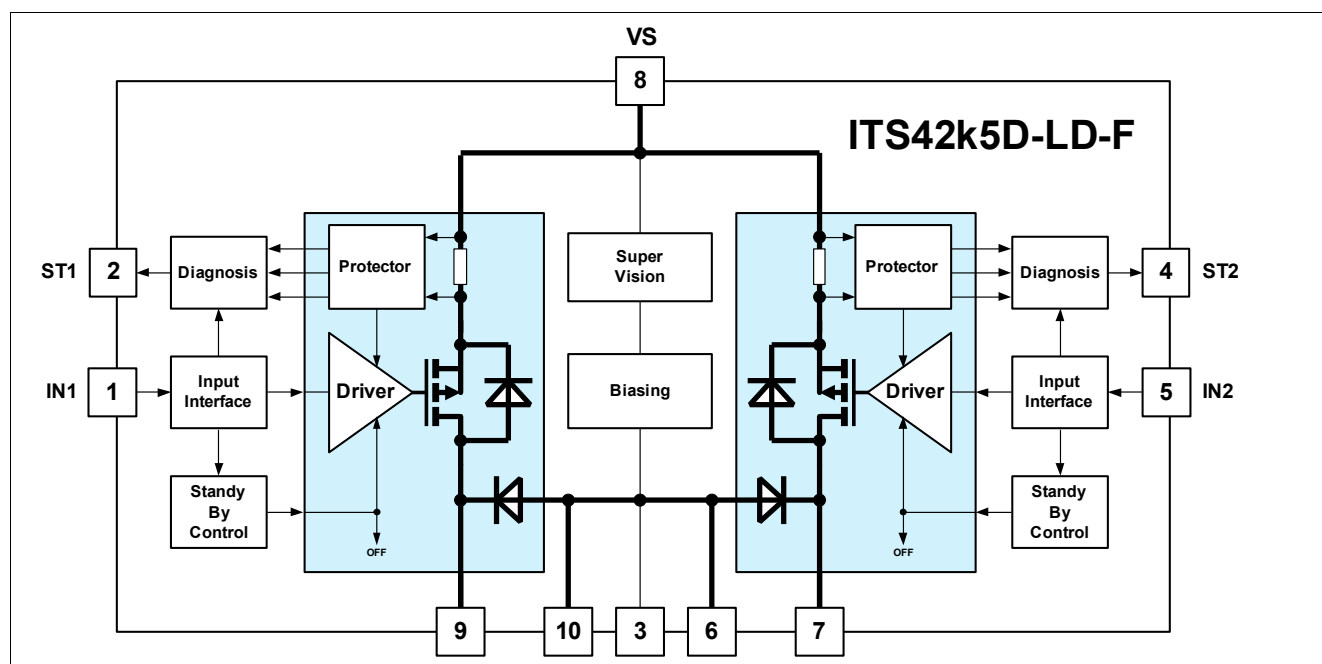 VS
8
ITS42k5D-LD-F
ST1
2
Diagnosis
Protector
Super
Vision
Protector
Diagnosis
4
ST2
IN1
1
Input
Interface
Driver
Biasing
Driver
Input
Interface
5
IN2
Standy
By
Control
OFF
OFF
Standy
By
Control
9
10
3
6
7